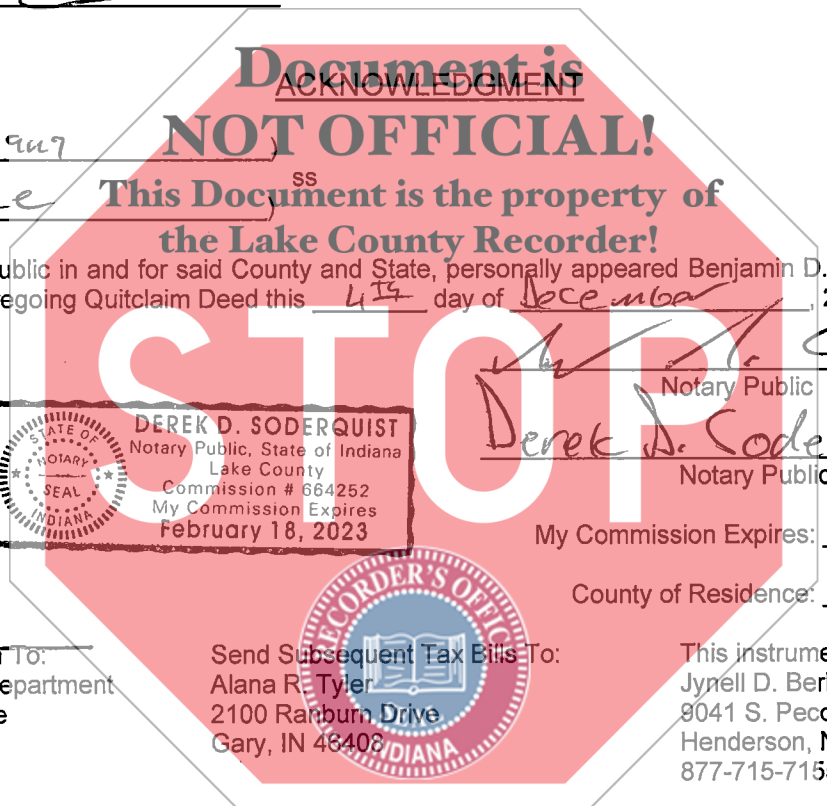 Document is
ACKNOWLEDGMENT
NOT OFFICIAL!
SS
This Document is the property of
the Lake County Recorder!
ublic in and for said County and State, personally appeared Benjamin D.
egoing Quitclaim Deed this 4TH day of December , 2
STOP
Notary Public
Derek D. Sode
Notary Public
STATE OF INDIANA
NOTARY
SEAL
DEREK D. SODERQUIST
Notary Public, State of Indiana
Lake County
Commission # 664252
My Commission Expires
February 18, 2023
My Commission Expires:
County of Residence:
RECORDER'S OFFIC
INDIANA
To:
epartment
e
Send Subsequent Tax Bills To:
Alana R. Tyler
2100 Ranburn Drive
Gary, IN 46408
This instrume
Jynell D. Ber
9041 S. Peco
Henderson, N
877-715-715